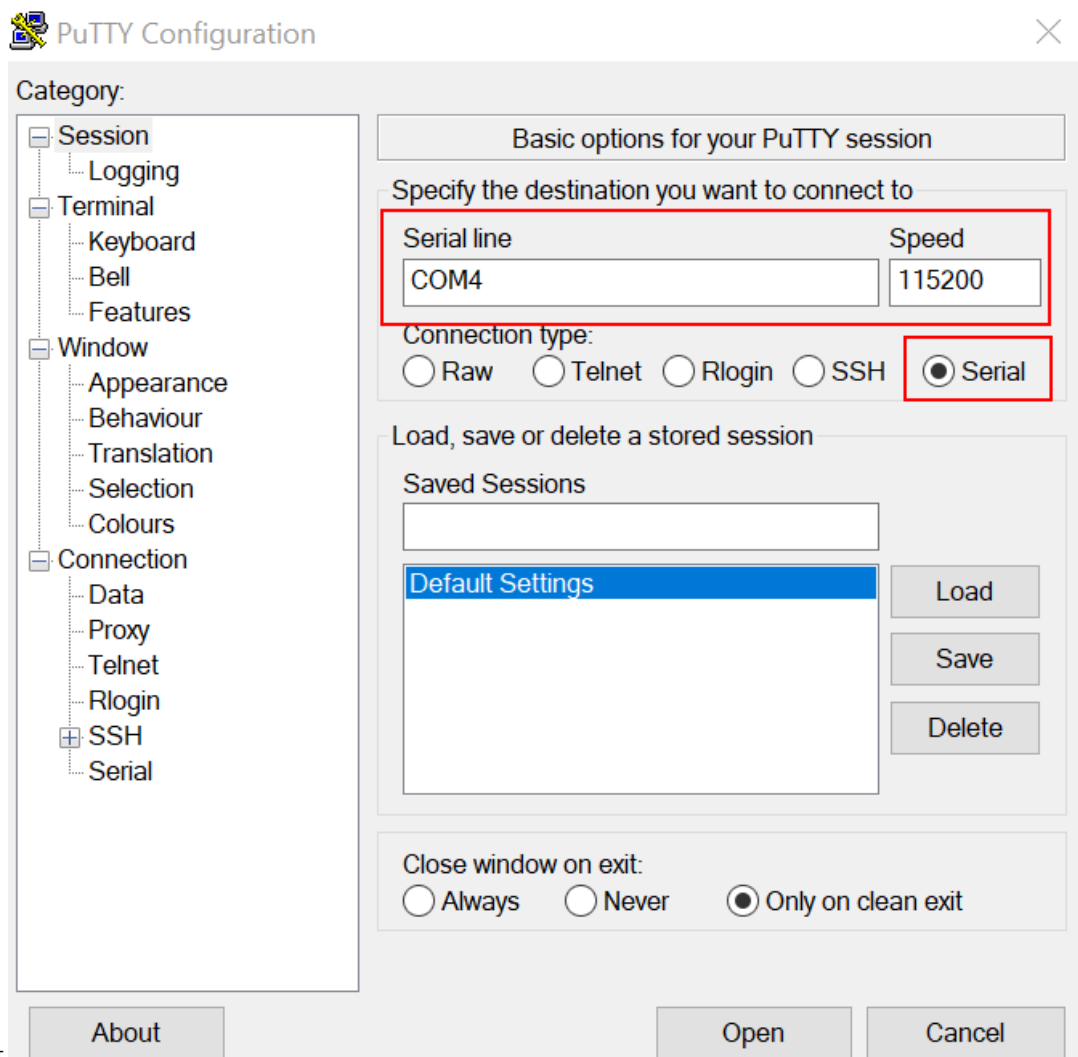 PuTTY Configuration
Category:
Session
Logging
Terminal
Keyboard
Bell
Features
Window
Appearance
Behaviour
Translation
Selection
Colours
Connection
Data
Proxy
Telnet
Rlogin
SSH
Serial
Basic options for your PuTTY session
Specify the destination you want to connect to
Serial line Speed
COM4 115200
Connection type:
Raw Telnet Rlogin SSH Serial
Load, save or delete a stored session
Saved Sessions
Default Settings
Load
Save
Delete
Close window on exit:
Always Never Only on clean exit
About Open Cancel